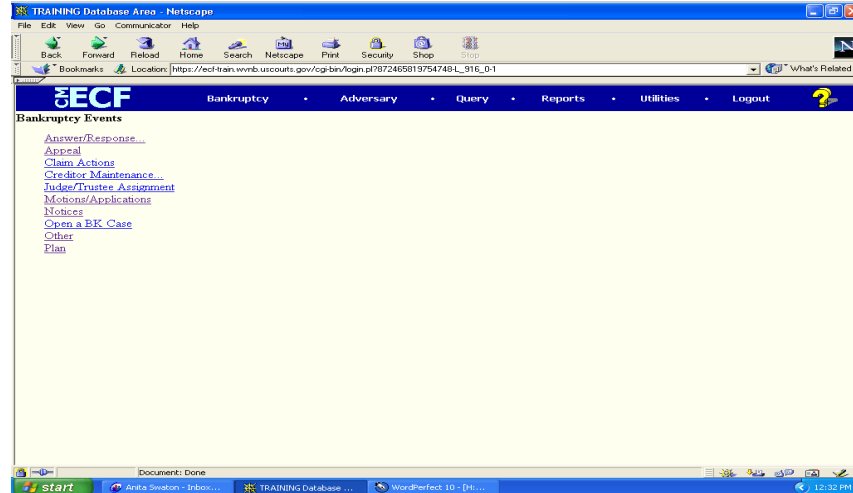 TRAINING Database Area - Netscape
File Edit View Go Communicator Help
Back Forward Reload Home Search Netscape Print Security Shop Stop
Bookmarks Location: https://ecf-train.wvnb.uscourts.gov/cgi-bin/login.pl?872465819754748-L_916_0-1 What's Related
CM ECF Bankruptcy • Adversary • Query • Reports • Utilities • Logout ?
Bankruptcy Events
Answer/Response...
Appeal
Claim Actions
Creditor Maintenance...
Judge/Trustee Assignment
Motions/Applications
Notices
Open a BK Case
Other
Plan
Document: Done
start Anita Swaton - Inbox... TRAINING Database ... WordPerfect 10 - [H:... 12:32 PM